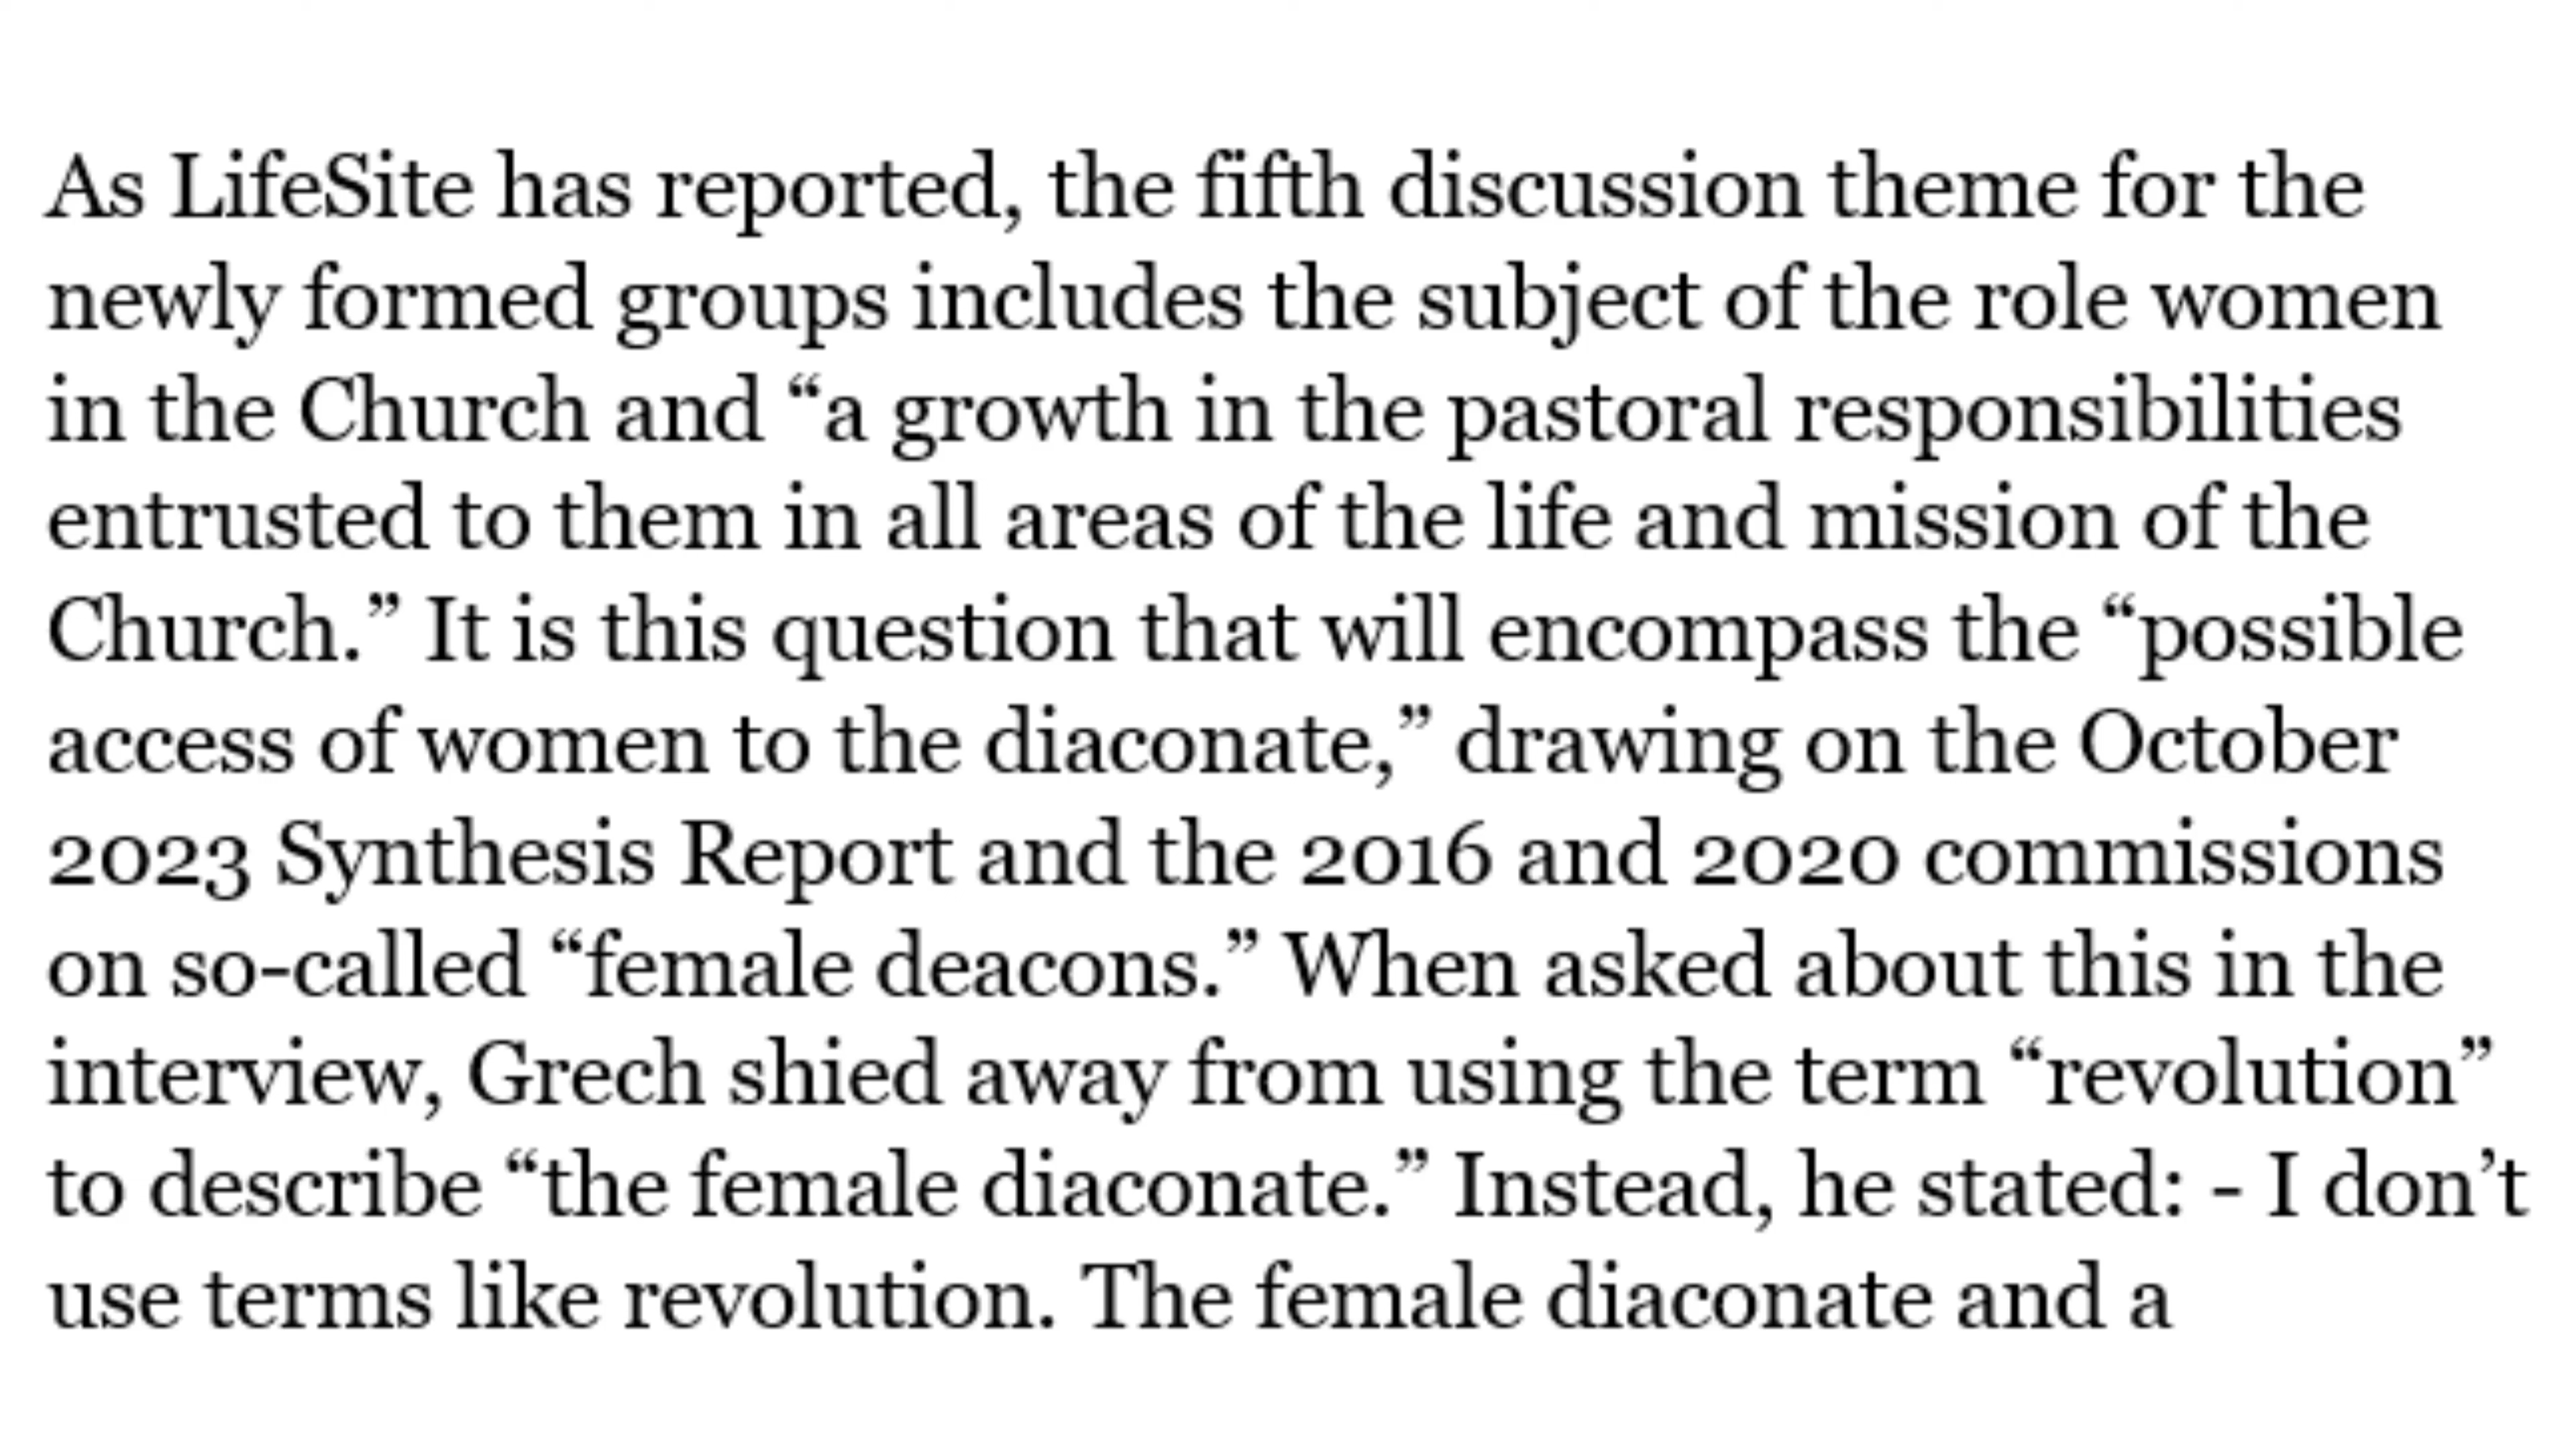 As LifeSite has reported, the fifth discussion theme for the
newly formed groups includes the subject of the role women
in the Church and “a growth in the pastoral responsibilities
entrusted to them in all areas of the life and mission of the
Church.” It is this question that will encompass the “possible
access of women to the diaconate,” drawing on the October
2023 Synthesis Report and the 2016 and 2020 commissions
on so-called “female deacons.” When asked about this in the
interview, Grech shied away from using the term “revolution”
to describe “the female diaconate.” Instead, he stated: - I don’t
use terms like revolution. The female diaconate and a